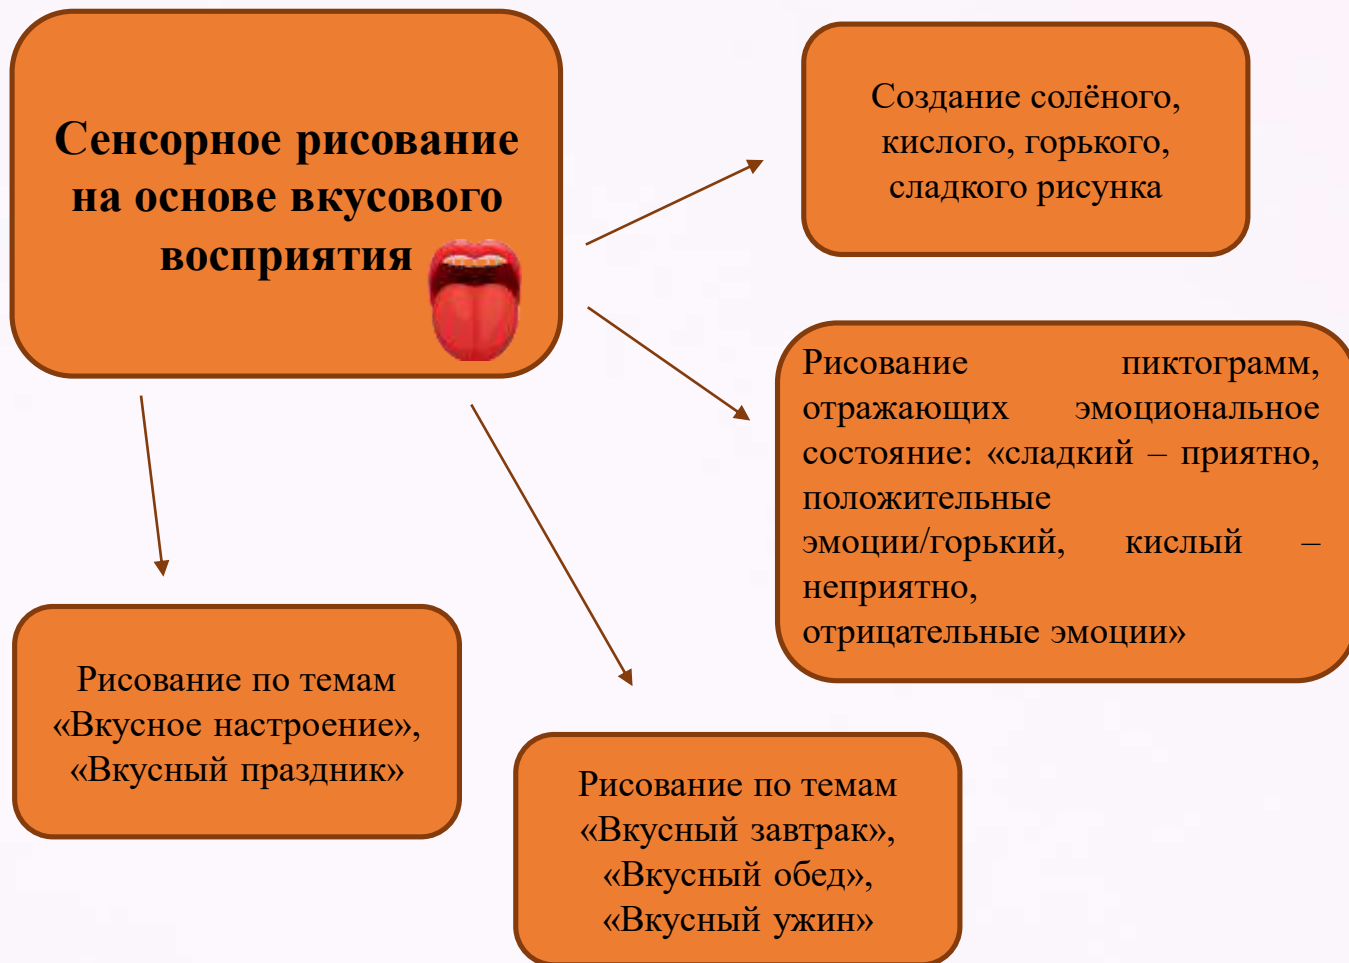 Сенсорное рисование
на основе вкусового
восприятия
Создание солёного,
кислого, горького,
сладкого рисунка
Рисование пиктограмм,
отражающих эмоциональное
состояние: «сладкий – приятно,
положительные
эмоции/горький, кислый –
неприятно,
отрицательные эмоции»
Рисование по темам
«Вкусное настроение»,
«Вкусный праздник»
Рисование по темам
«Вкусный завтрак»,
«Вкусный обед»,
«Вкусный ужин»